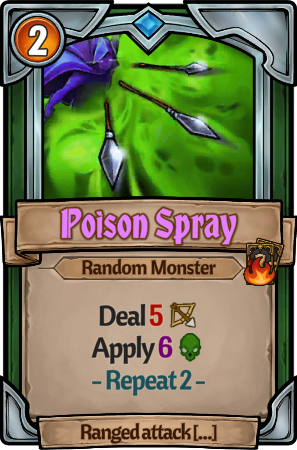 2
Poison Spray
Random Monster
Deal 5
Apply 6
- Repeat 2 -
Ranged attack [...]